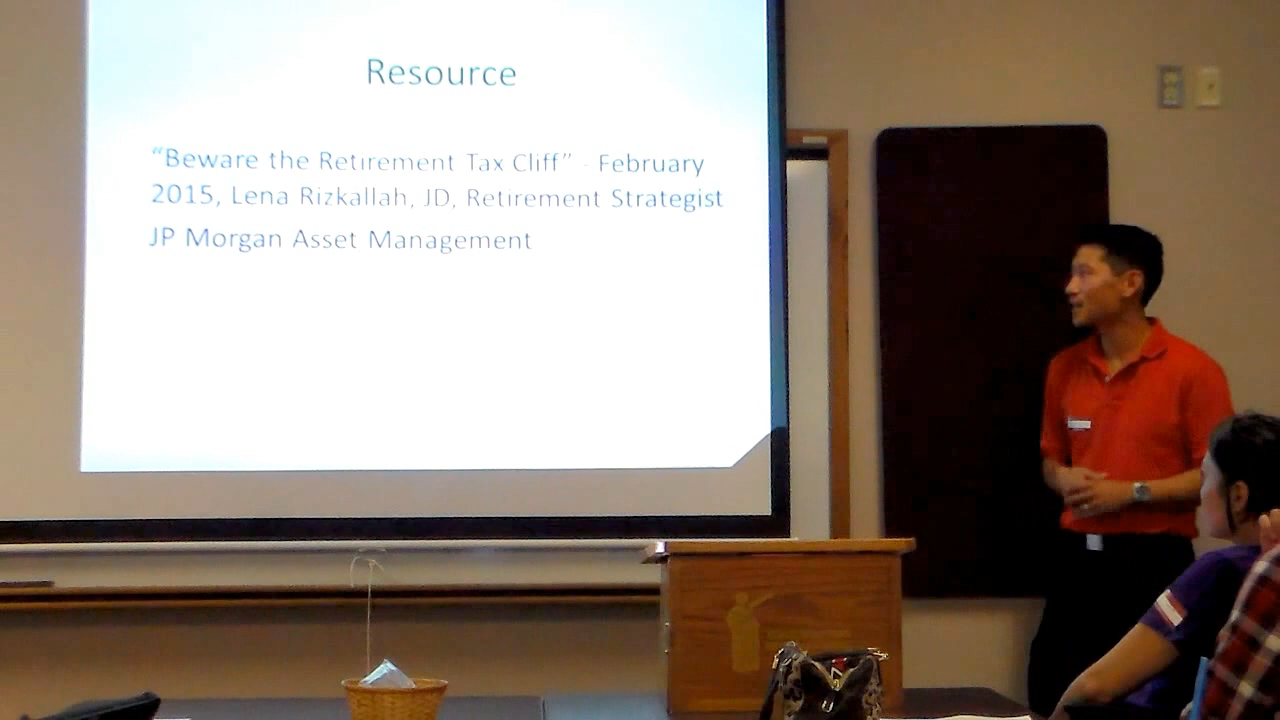 Resource
“Beware the Retirement Tax Cliff” - February
2015, Lena Rizkallah, JD, Retirement Strategist
JP Morgan Asset Management